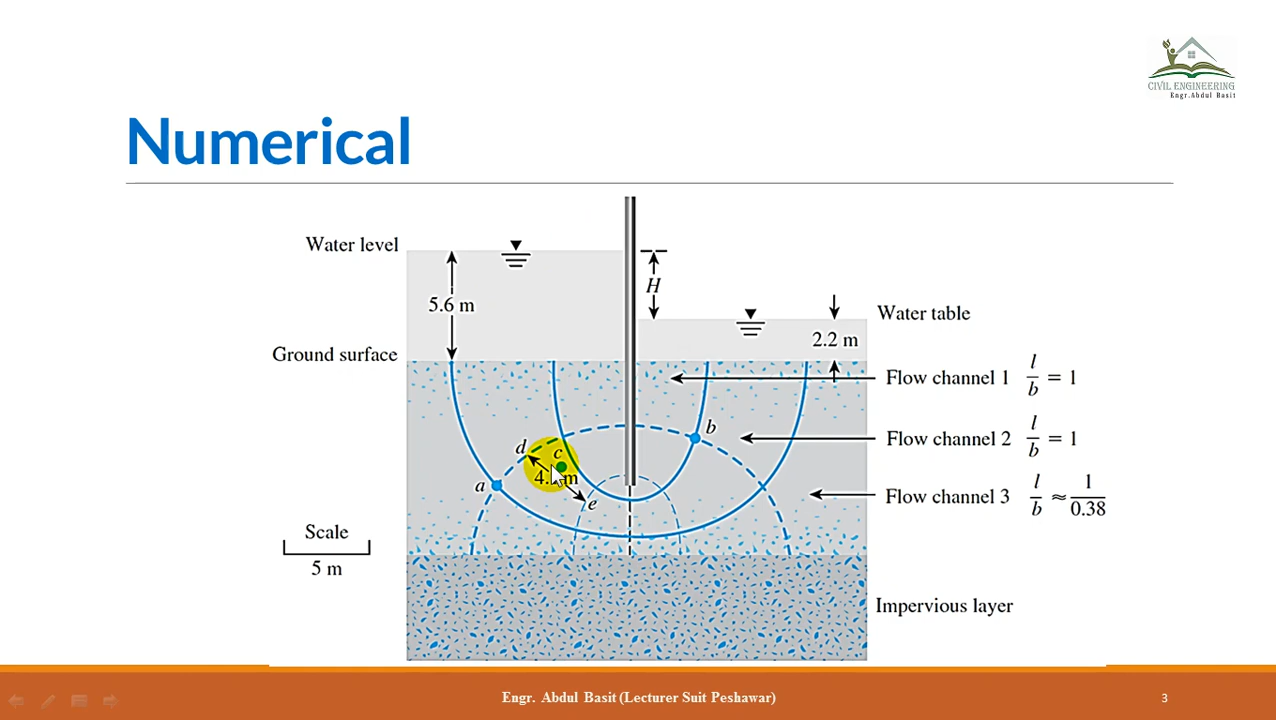 CIVIL ENGINEERING
Engr.Abdul Basit
Numerical
Water level
H
5.6 m
Water table
2.2 m
Ground surface
Flow channel 1 l/b = 1
b
Flow channel 2 l/b = 1
d
c
a
e
Flow channel 3 l/b ≈ 1/0.38
Scale
5 m
Impervious layer
Engr. Abdul Basit (Lecturer Suit Peshawar)
3